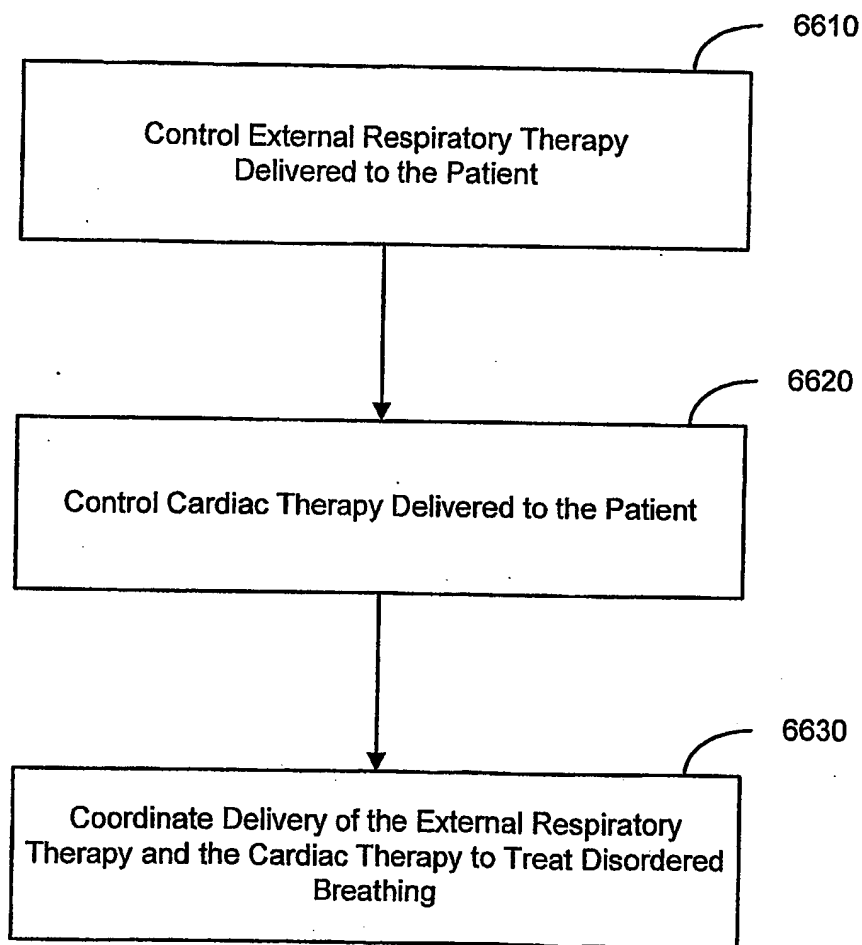 6610
Control External Respiratory Therapy
Delivered to the Patient
6620
Control Cardiac Therapy Delivered to the Patient
6630
Coordinate Delivery of the External Respiratory
Therapy and the Cardiac Therapy to Treat Disordered
Breathing